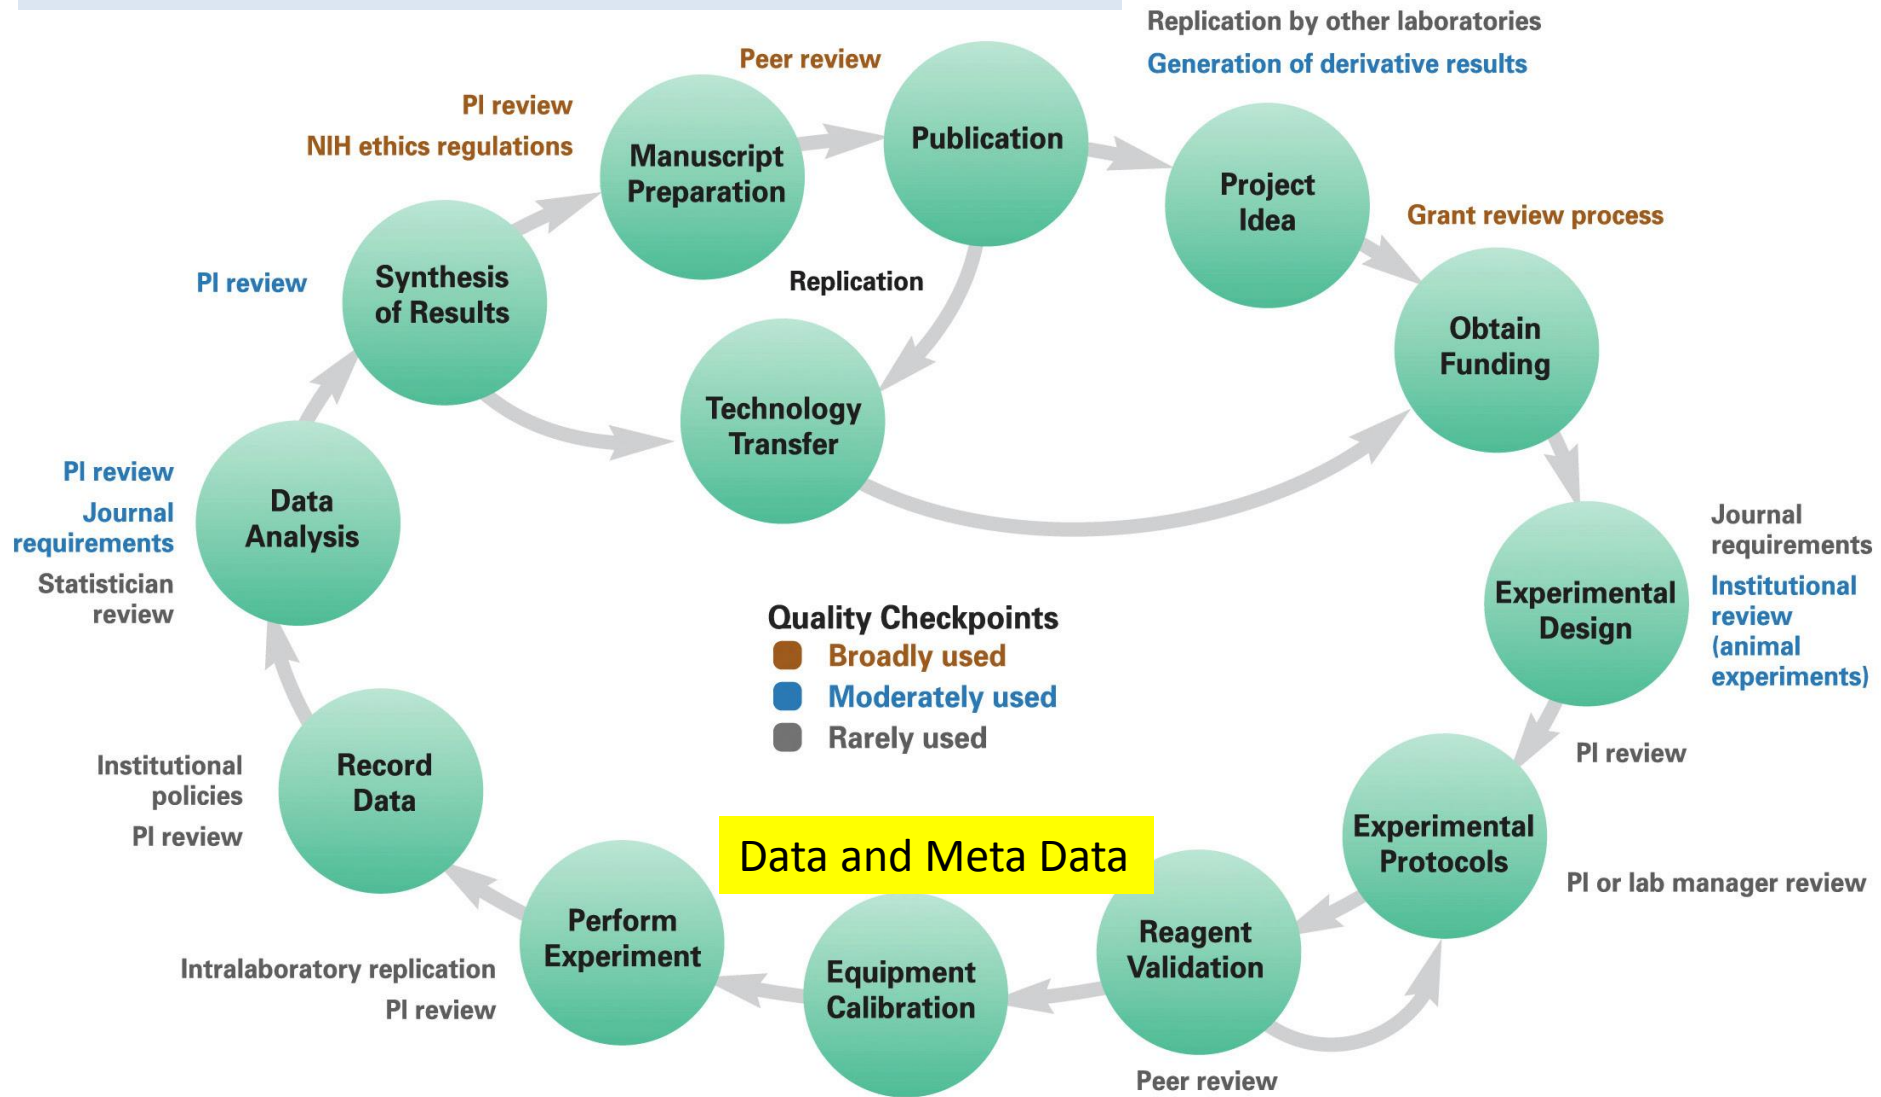 Replication by other laboratories
Generation of derivative results
Peer review
PI review
NIH ethics regulations
Manuscript
Preparation
Publication
Project
Idea
Grant review process
PI review
Synthesis
of Results
Replication
Technology
Transfer
Obtain
Funding
PI review
Journal
requirements
Statistician
review
Data
Analysis
Journal
requirements
Institutional
review
(animal
experiments)
Experimental
Design
Quality Checkpoints
Broadly used
Moderately used
Rarely used
PI review
Institutional
policies
PI review
Record
Data
Data and Meta Data
Experimental
Protocols
PI or lab manager review
Perform
Experiment
Reagent
Validation
Intralaboratory replication
PI review
Equipment
Calibration
Peer review